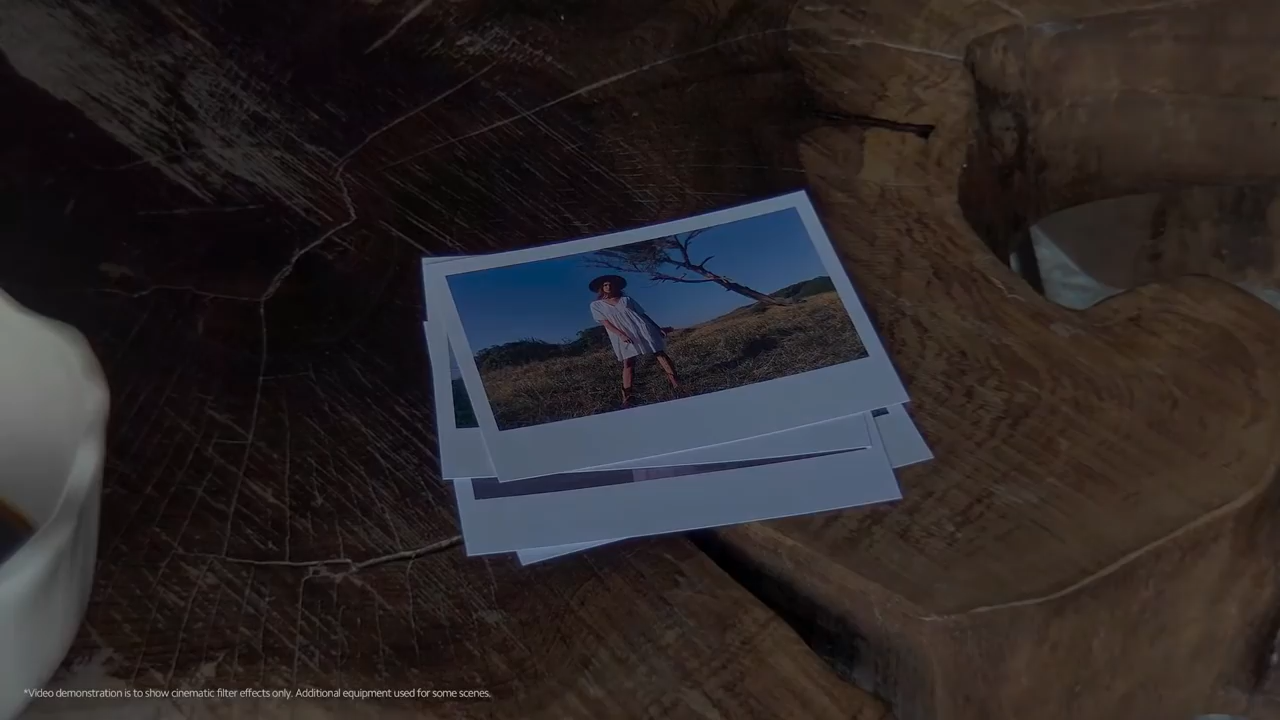 *Video demonstration is to show cinematic filter effects only. Additional equipment used for some scenes.